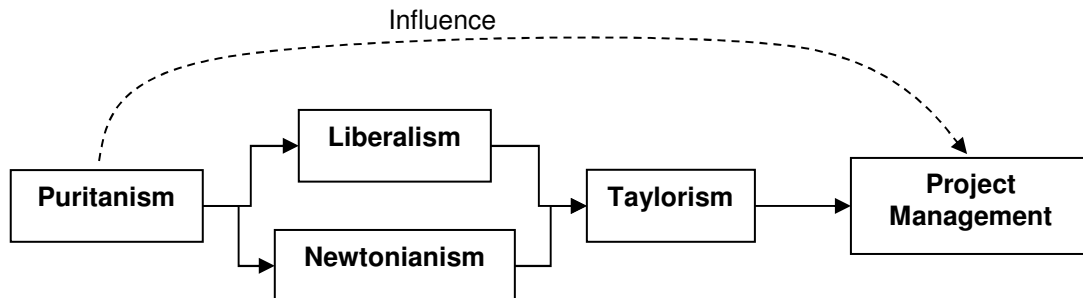 Influence
Liberalism
Puritanism
Taylorism
Project
Management
Newtonianism